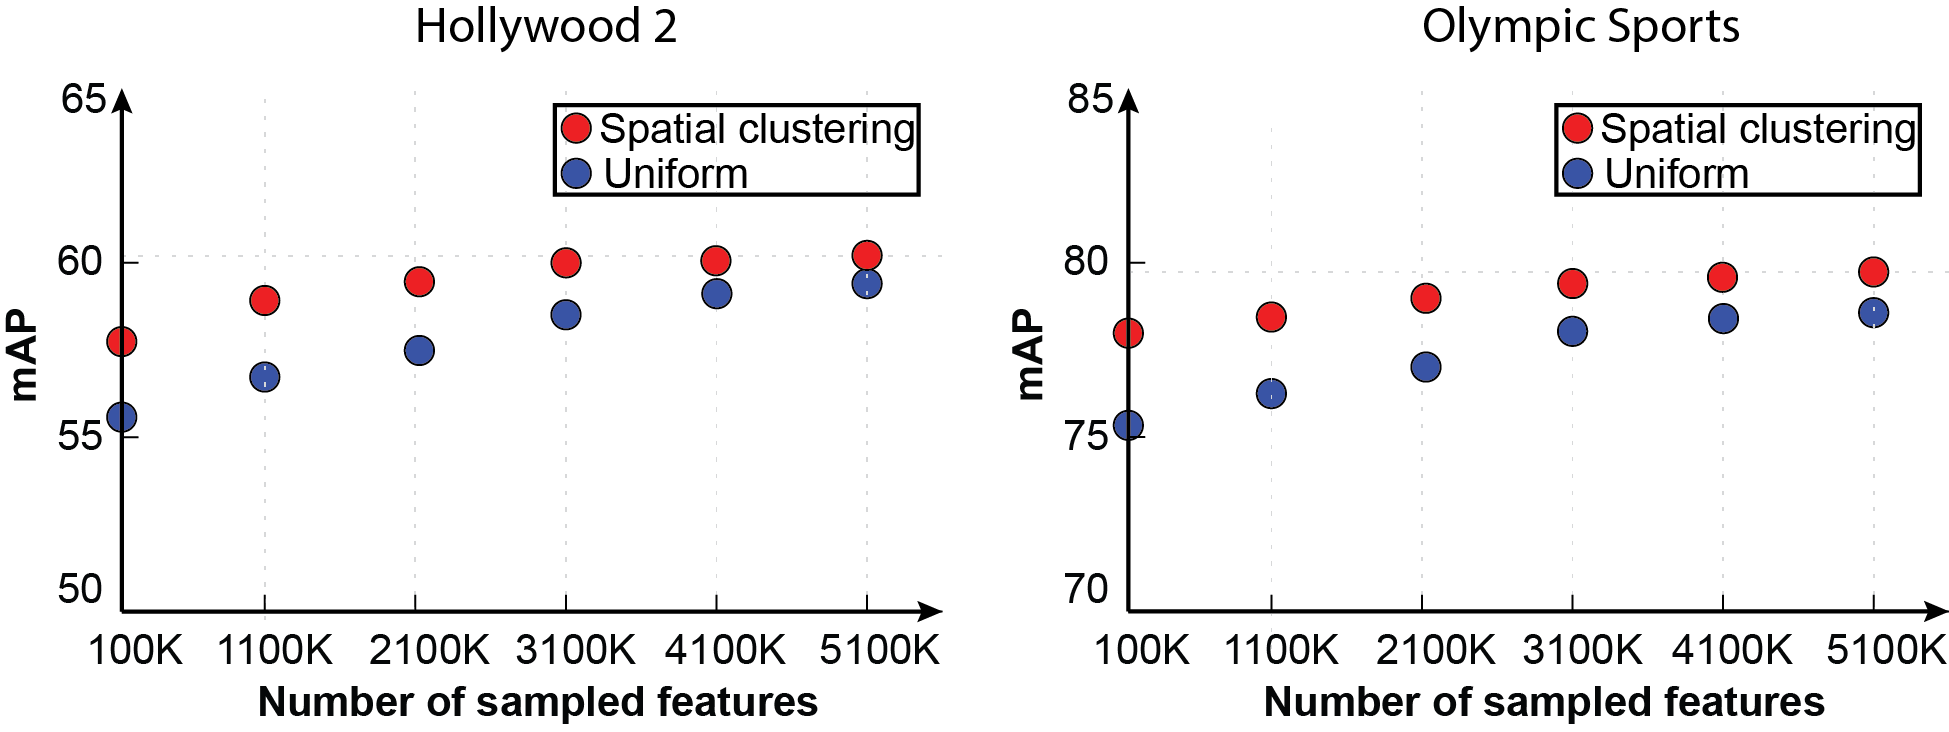 Hollywood 2
65
60
55
50
mAP
Spatial clustering
Uniform
100K 1100K 2100K 3100K 4100K 5100K
Number of sampled features
Olympic Sports
85
80
75
70
mAP
Spatial clustering
Uniform
100K 1100K 2100K 3100K 4100K 5100K
Number of sampled features